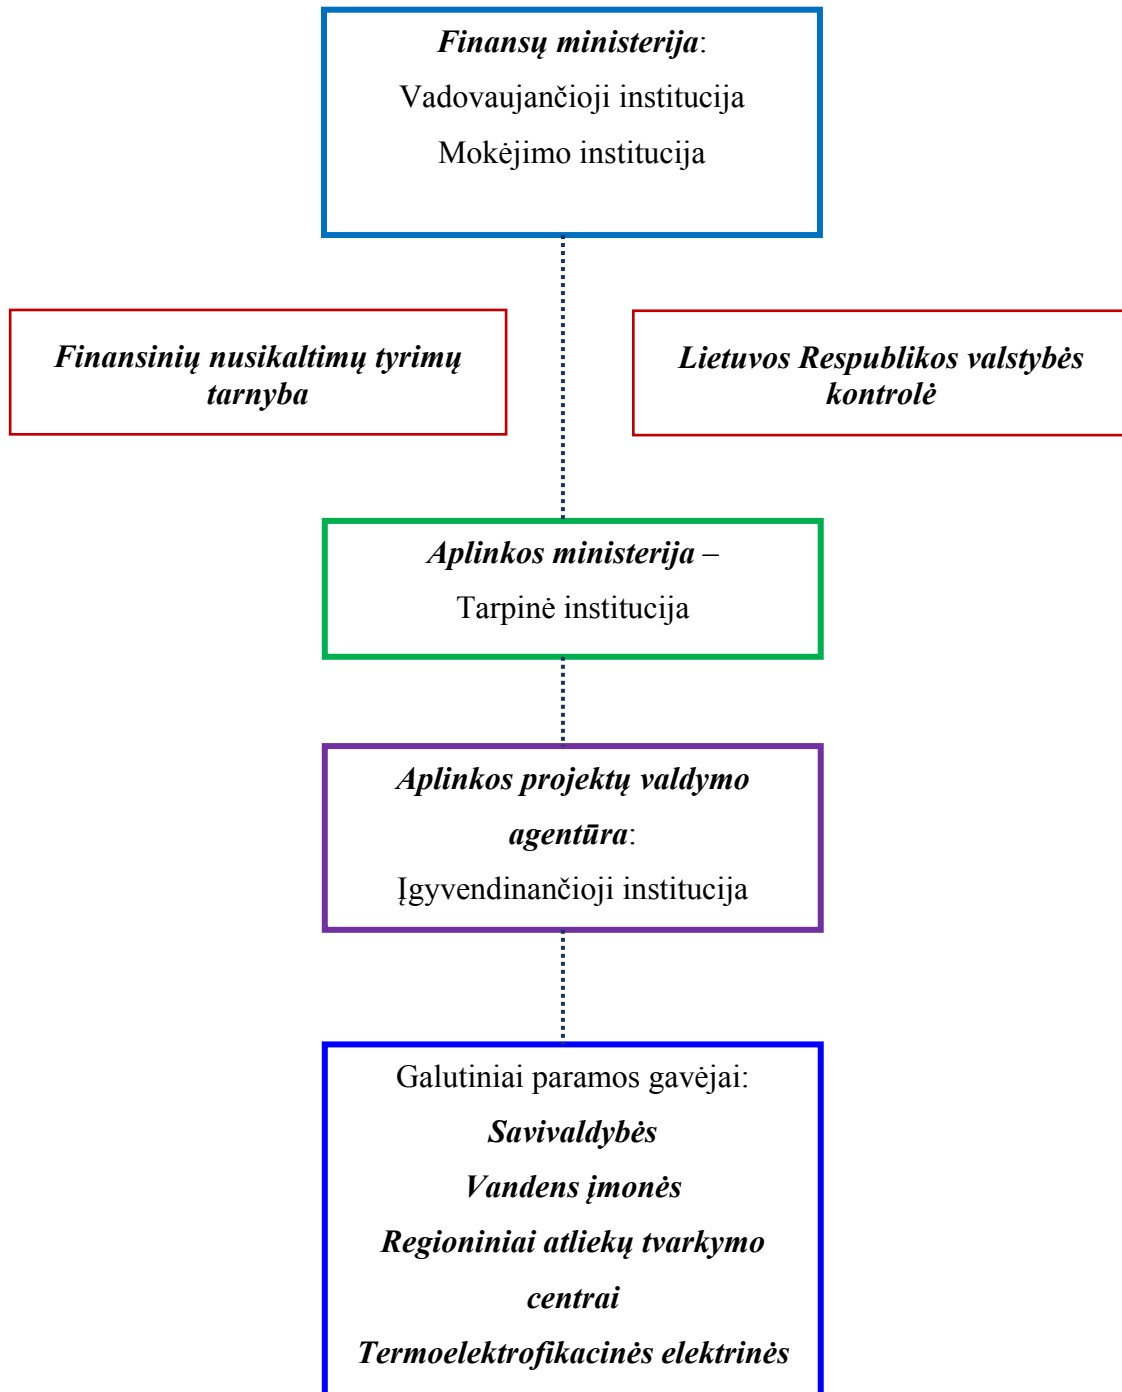 Finansų ministerija:
Vadovaujančioji institucija
Mokėjimo institucija
Finansinių nusikaltimų tyrimų
tarnyba
Lietuvos Respublikos valstybės
kontrolė
Aplinkos ministerija –
Tarpinė institucija
Aplinkos projektų valdymo
agentūra:
Įgyvendinančioji institucija
Galutiniai paramos gavėjai:
Savivaldybės
Vandens įmonės
Regioniniai atliekų tvarkymo
centrai
Termoelektrofikacinės elektrinės